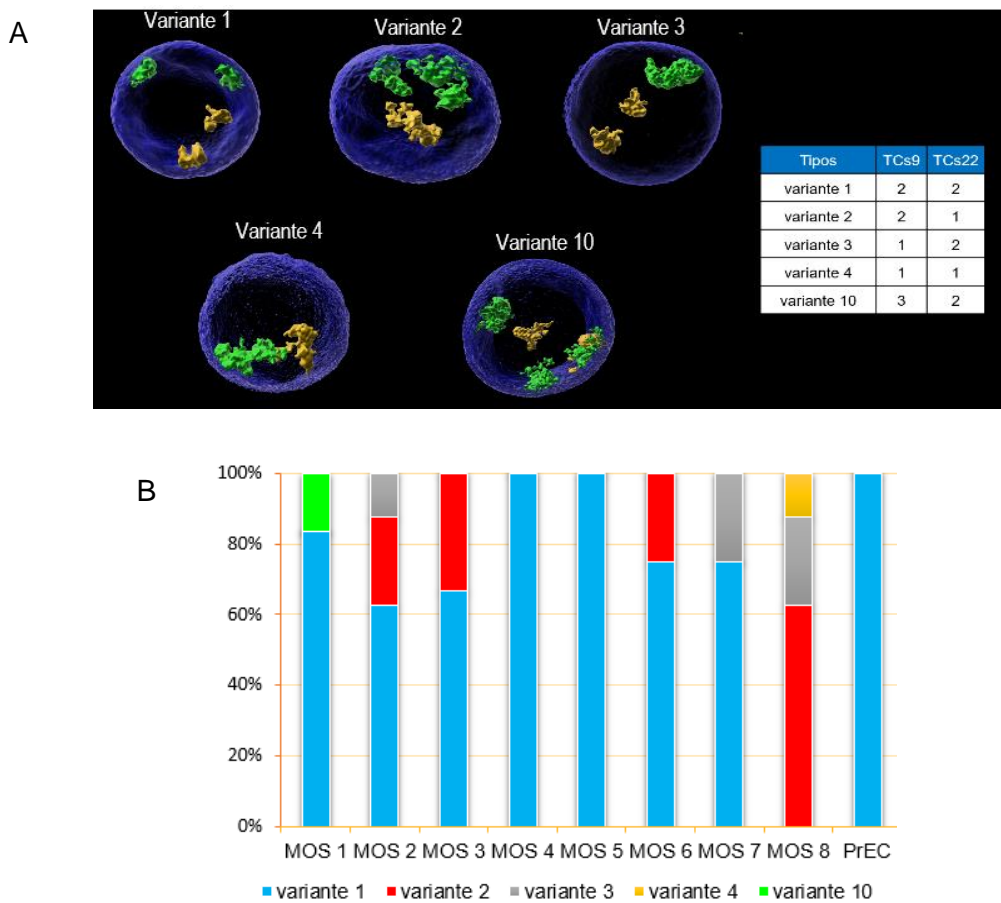 A
Variante 1
Variante 2
Variante 3
Variante 4
Variante 10
Tipos TCs9 TCs22
variante 1 2 2
variante 2 2 1
variante 3 1 2
variante 4 1 1
variante 10 3 2
B
100%
80%
60%
40%
20%
0%
MOS 1 MOS 2 MOS 3 MOS 4 MOS 5 MOS 6 MOS 7 MOS 8 PrEC
variante 1 variante 2 variante 3 variante 4 variante 10